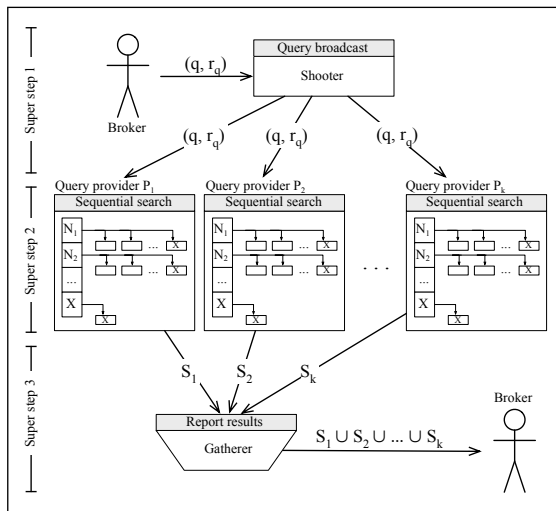 Super step 1
Query broadcast
Shooter
(q, r_q)
Broker
(q, r_q)
(q, r_q)
(q, r_q)
Super step 2
Query provider P_1
Query provider P_2
Query provider P_k
Sequential search
Sequential search
Sequential search
N_1
... X
N_2
... X
...
X
X
N_1
... X
N_2
... X
...
X
X
. . .
N_1
... X
N_2
... X
...
X
X
Super step 3
S_1
S_2
S_k
Report results
Gatherer
S_1 ∪ S_2 ∪ ... ∪ S_k
Broker